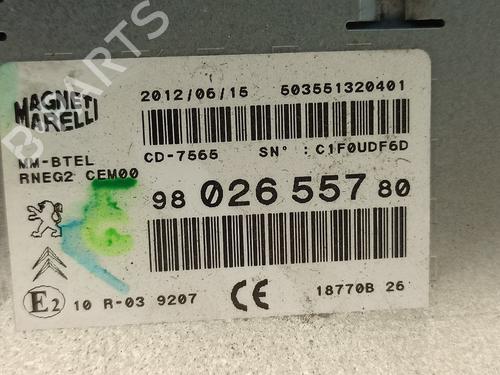 B PARTS
MAGNETI
MARELLI
2012/06/15 503551320401
MM-BTEL
RNEG2 CEM00
CD-7565 SN° : C1F0UDF6D
98 026 557 80
E2 10 R-03 9207
CE
18770B 26